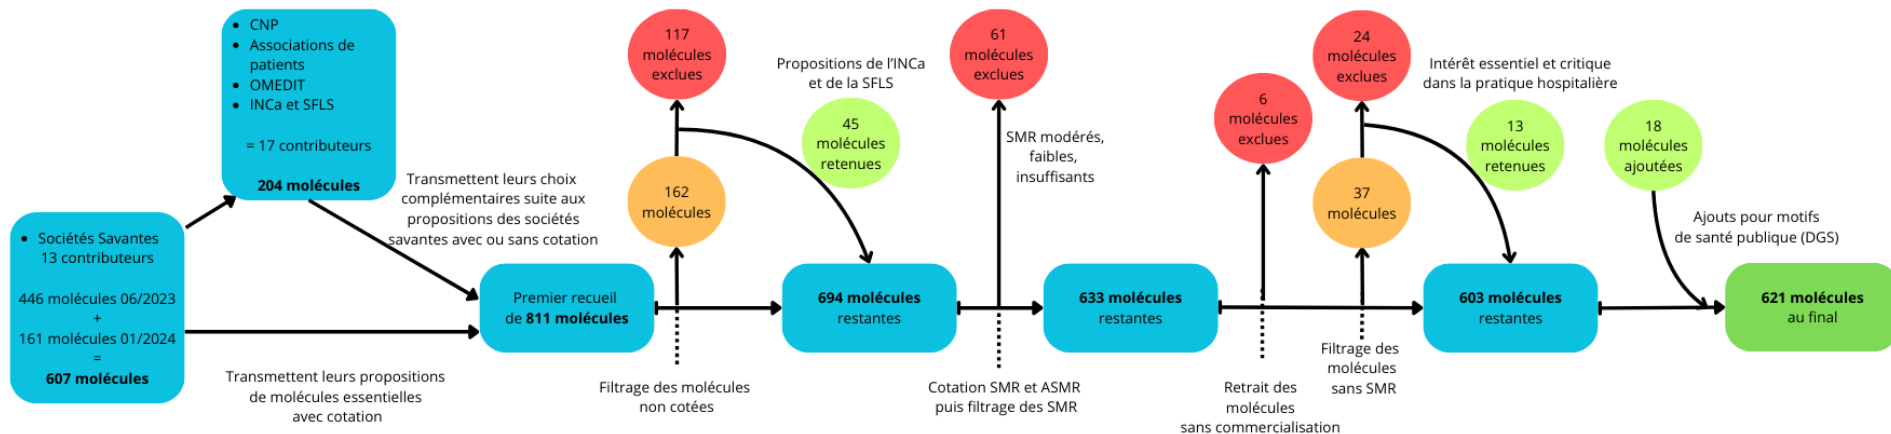 • CNP
• Associations de
patients
• OMEDIT
• INCa et SFLS
= 17 contributeurs
204 molécules
• Sociétés Savantes
13 contributeurs
446 molécules 06/2023
+
161 molécules 01/2024
=
607 molécules
Transmettent leurs choix
complémentaires suite aux
propositions des sociétés
savantes avec ou sans cotation
Transmettent leurs propositions
de molécules essentielles
avec cotation
Premier recueil
de 811 molécules
117
molécules
exclues
162
molécules
Filtrage des molécules
non cotées
Propositions de l'INCa
et de la SFLS
45
molécules
retenues
694 molécules
restantes
61
molécules
exclues
SMR modérés,
faibles,
insuffisants
Cotation SMR et ASMR
puis filtrage des SMR
633 molécules
restantes
6
molécules
exclues
Retrait des
molécules
sans commercialisation
24
molécules
exclues
37
molécules
Filtrage des
molécules
sans SMR
Intérêt essentiel et critique
dans la pratique hospitalière
13
molécules
retenues
603 molécules
restantes
18
molécules
ajoutées
Ajouts pour motifs
de santé publique (DGS)
621 molécules
au final